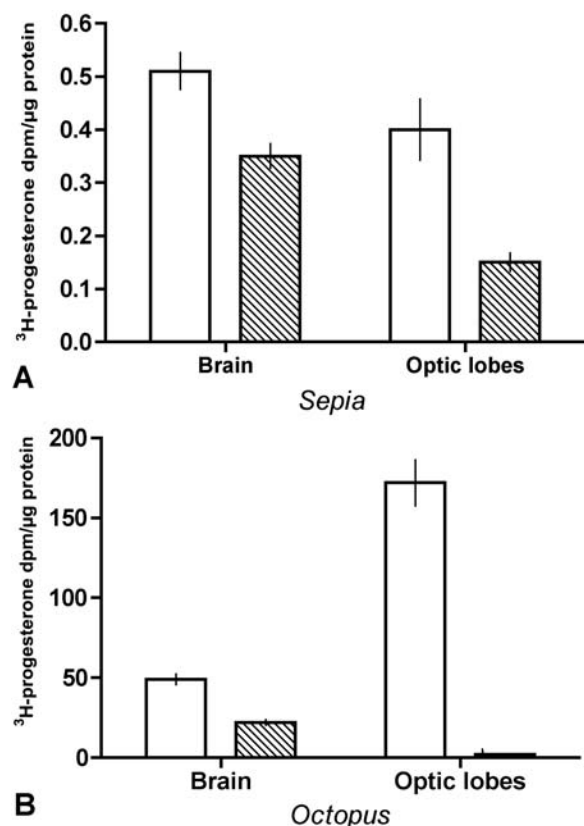 ³H-progesterone dpm/µg protein
0.6
0.5
0.4
0.3
0.2
0.1
0.0
Brain
Optic lobes
A
Sepia
³H-progesterone dpm/µg protein
200
150
100
50
0
Brain
Optic lobes
B
Octopus